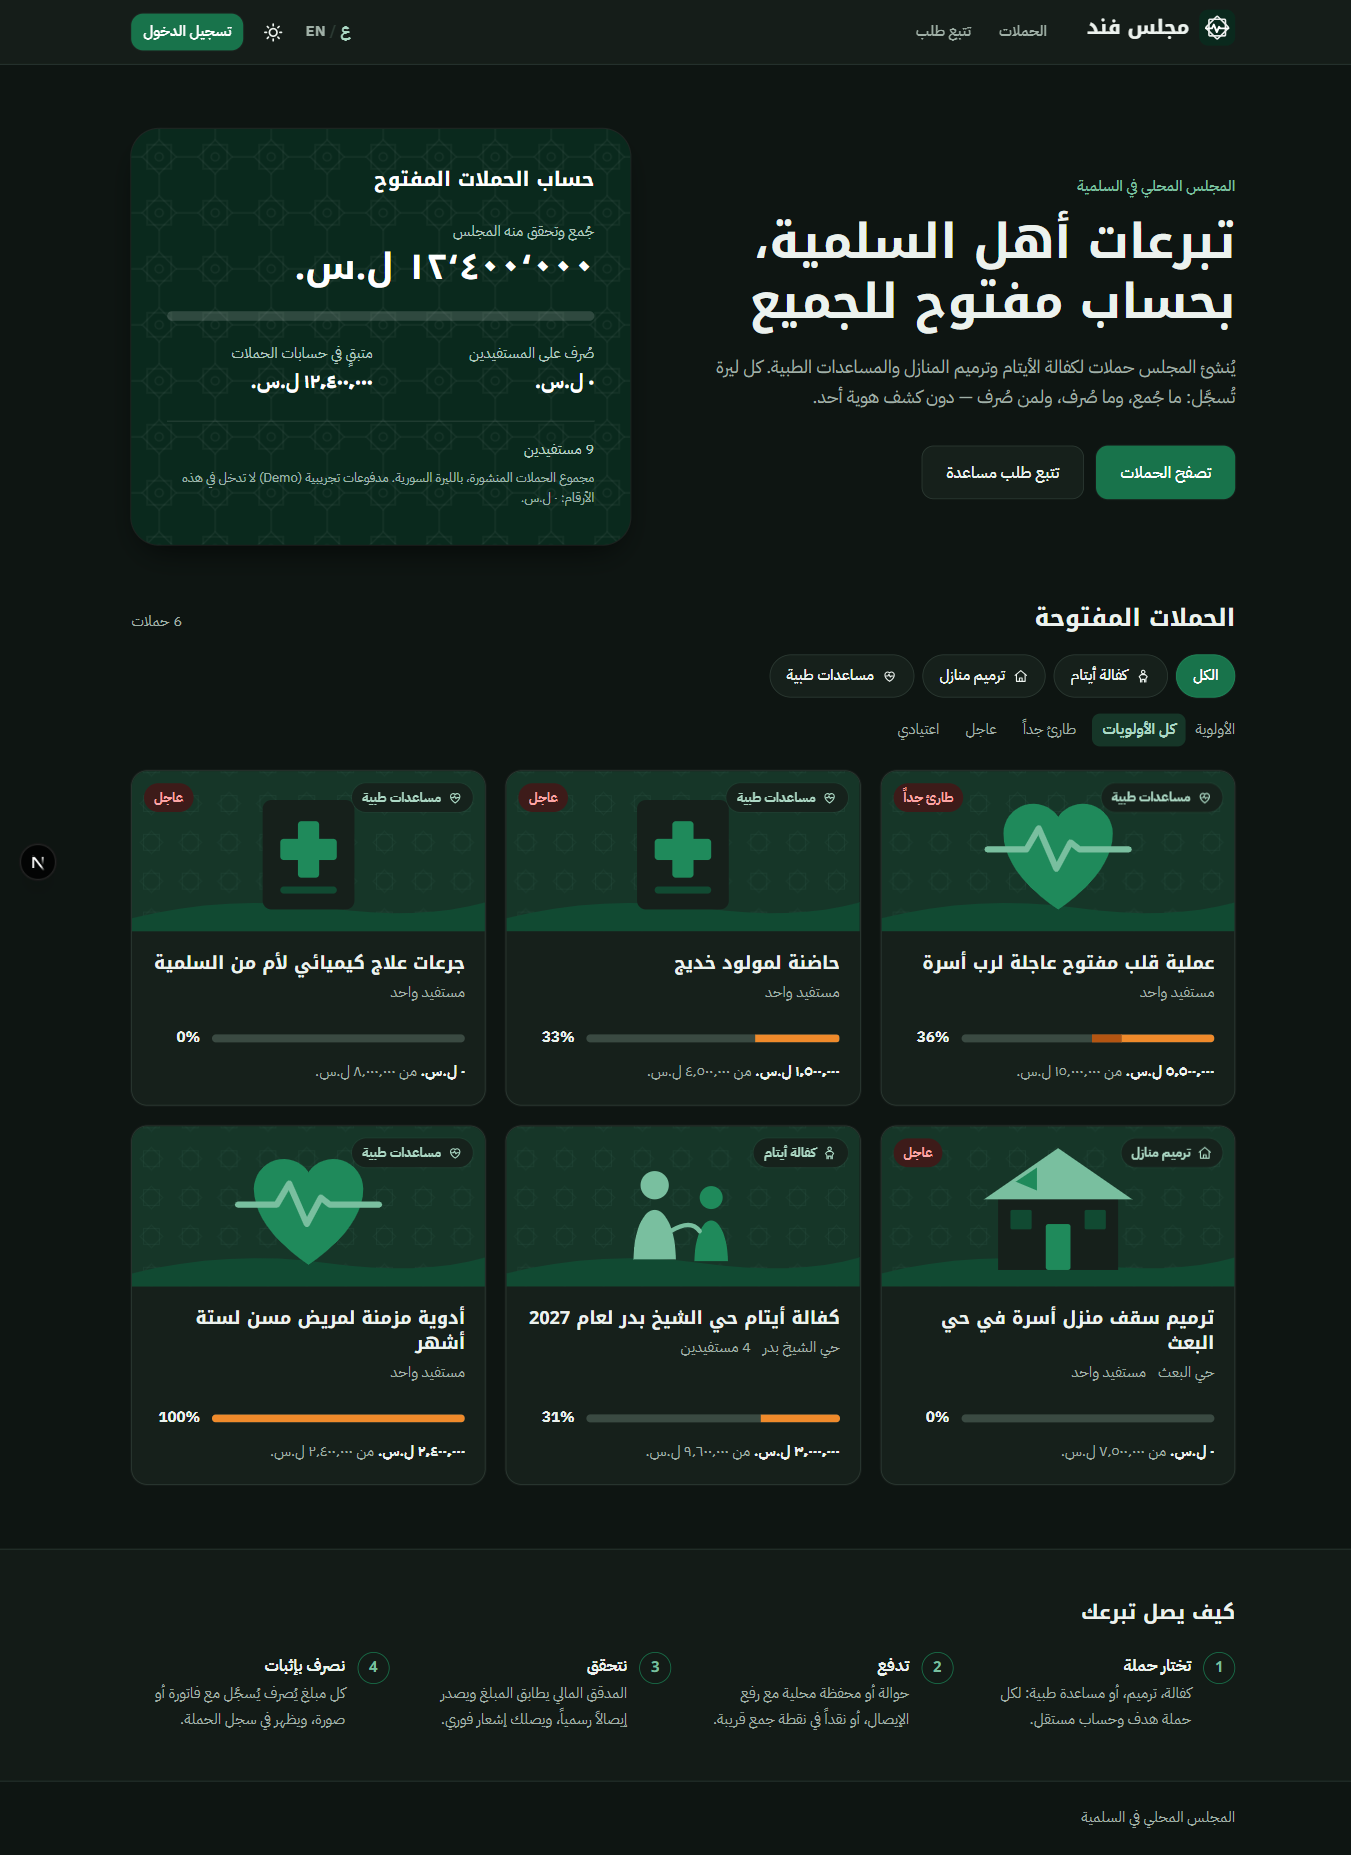 مجلس فند
الحملات
تتبع طلب
ع / EN
تسجيل الدخول
المجلس المحلي في السلمية
تبرعات أهل السلمية،
بحساب مفتوح للجميع
يُنشئ المجلس حملات لكفالة الأيتام وترميم المنازل والمساعدات الطبية. كل ليرة
تُسجَّل: ما جُمع، وما صُرف، ولمن صُرف — دون كشف هوية أحد.
تصفح الحملات
تتبع طلب مساعدة
حساب الحملات المفتوح
جُمع وتحقق منه المجلس
١٢٬٤٠٠٬٠٠٠ ل.س.
صُرف على المستفيدين
٠ ل.س.
متبقٍ في حسابات الحملات
١٢٬٤٠٠٬٠٠٠ ل.س.
9 مستفيدين
مجموع الحملات المنشورة، بالليرة السورية. مدفوعات تجريبية (Demo) لا تدخل في هذه
الأرقام: ٠ ل.س.
الحملات المفتوحة
6 حملات
الكل
كفالة أيتام
ترميم منازل
مساعدات طبية
الأولوية
كل الأولويات
طارئ جداً
عاجل
اعتيادي
مساعدات طبية
طارئ جداً
عملية قلب مفتوح عاجلة لرب أسرة
مستفيد واحد
36%
٥٬٥٠٠٬٠٠٠ ل.س. من ١٥٬٠٠٠٬٠٠٠ ل.س.
مساعدات طبية
عاجل
حاضنة لمولود خديج
مستفيد واحد
33%
١٬٥٠٠٬٠٠٠ ل.س. من ٤٬٥٠٠٬٠٠٠ ل.س.
مساعدات طبية
عاجل
جرعات علاج كيميائي لأم من السلمية
مستفيد واحد
0%
٠ ل.س. من ٨٬٠٠٠٬٠٠٠ ل.س.
ترميم منازل
عاجل
ترميم سقف منزل أسرة في حي
البعث
حي البعث مستفيد واحد
0%
٠ ل.س. من ٧٬٥٠٠٬٠٠٠ ل.س.
كفالة أيتام
كفالة أيتام حي الشيخ بدر لعام 2027
حي الشيخ بدر 4 مستفيدين
31%
٣٬٠٠٠٬٠٠٠ ل.س. من ٩٬٦٠٠٬٠٠٠ ل.س.
مساعدات طبية
أدوية مزمنة لمريض مسن لستة
أشهر
مستفيد واحد
100%
٢٬٤٠٠٬٠٠٠ ل.س. من ٢٬٤٠٠٬٠٠٠ ل.س.
كيف يصل تبرعك
1
تختار حملة
كفالة، ترميم، أو مساعدة طبية: لكل
حملة هدف وحساب مستقل.
2
تدفع
حوالة أو محفظة محلية مع رفع
الإيصال، أو نقداً في نقطة جمع قريبة.
3
نتحقق
المدقق المالي يطابق المبلغ ويصدر
إيصالاً رسمياً، ويصلك إشعار فوري.
4
نصرف بإثبات
كل مبلغ يُصرف يُسجَّل مع فاتورة أو
صورة، ويظهر في سجل الحملة.
المجلس المحلي في السلمية
N